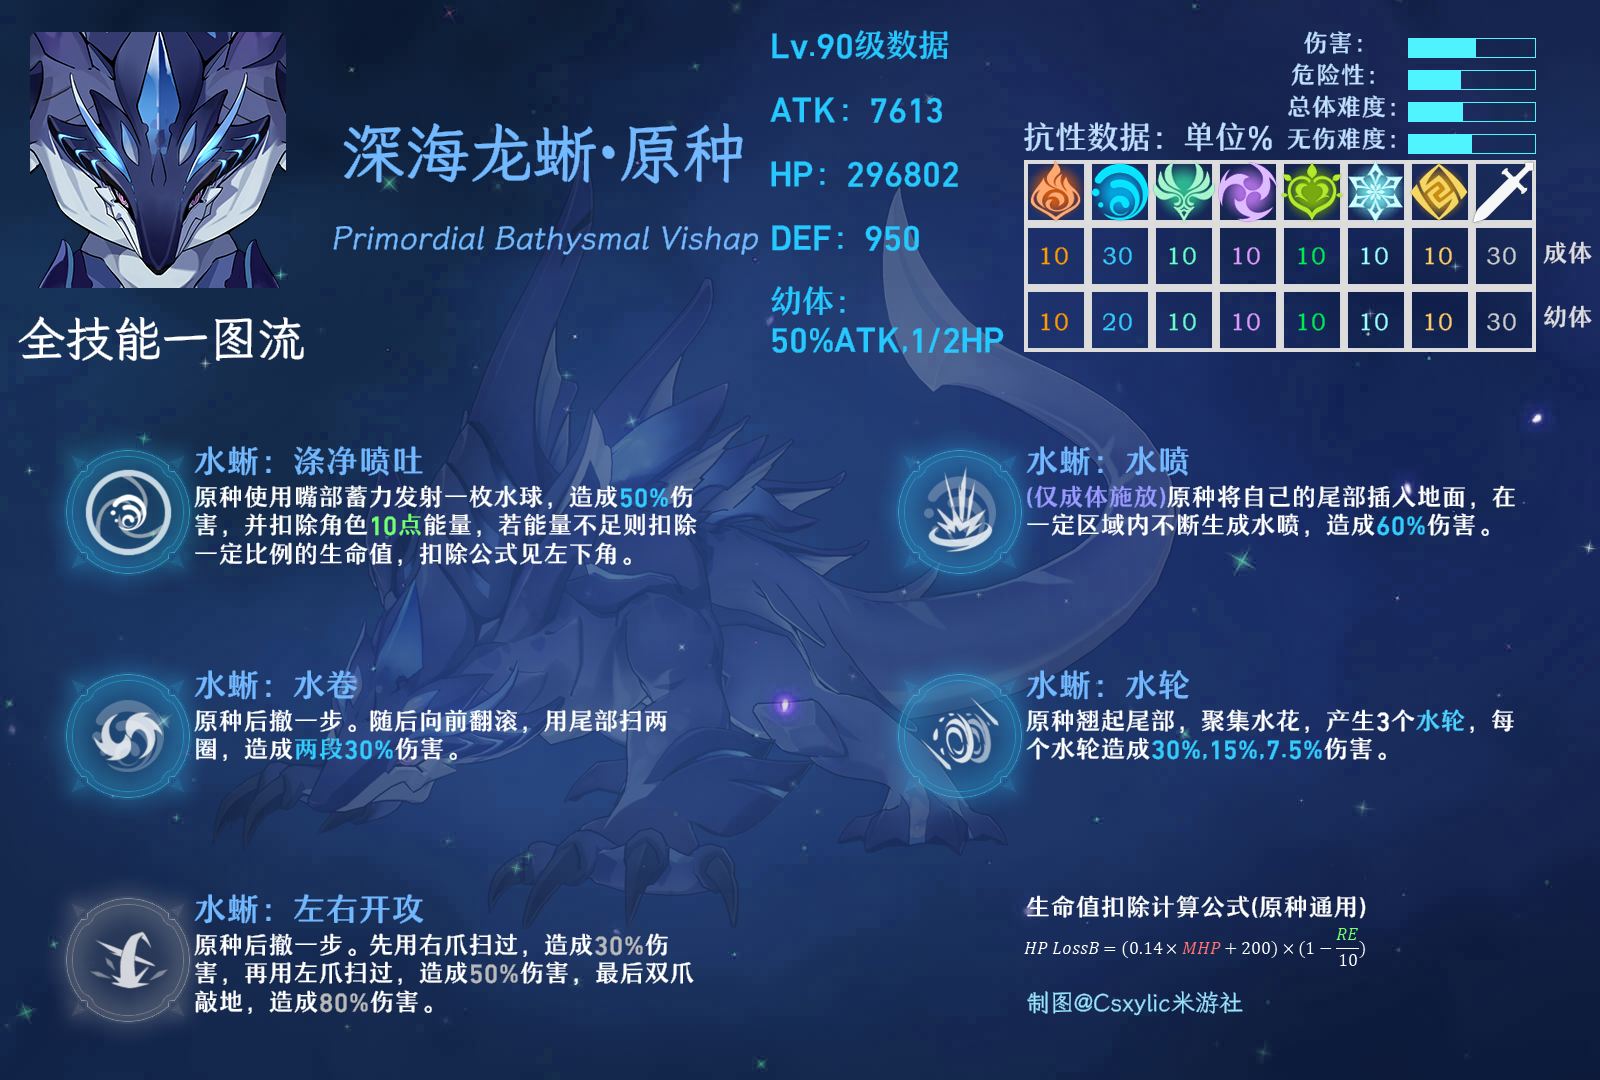 深海龙蜥·原种
Primordial Bathysmal Vishap
全技能一图流
Lv.90级数据
ATK：7613
HP：296802
DEF：950
幼体：
50%ATK,1/2HP
伤害：
危险性：
总体难度：
无伤难度：
抗性数据：单位%
10 30 10 10 10 10 10 30 成体
10 20 10 10 10 10 10 30 幼体
水蜥：涤净喷吐
原种使用嘴部蓄力发射一枚水球，造成50%伤
害，并扣除角色10点能量，若能量不足则扣除
一定比例的生命值，扣除公式见左下角。
水蜥：水喷
(仅成体施放)原种将自己的尾部插入地面，在
一定区域内不断生成水喷，造成60%伤害。
水蜥：水卷
原种后撤一步。随后向前翻滚，用尾部扫两
圈，造成两段30%伤害。
水蜥：水轮
原种翘起尾部，聚集水花，产生3个水轮，每
个水轮造成30%,15%,7.5%伤害。
水蜥：左右开攻
原种后撤一步。先用右爪扫过，造成30%伤
害，再用左爪扫过，造成50%伤害，最后双爪
敲地，造成80%伤害。
生命值扣除计算公式(原种通用)
HP LossB = (0.14× MHP + 200) × (1 − RE/10)
制图@Csxylic米游社